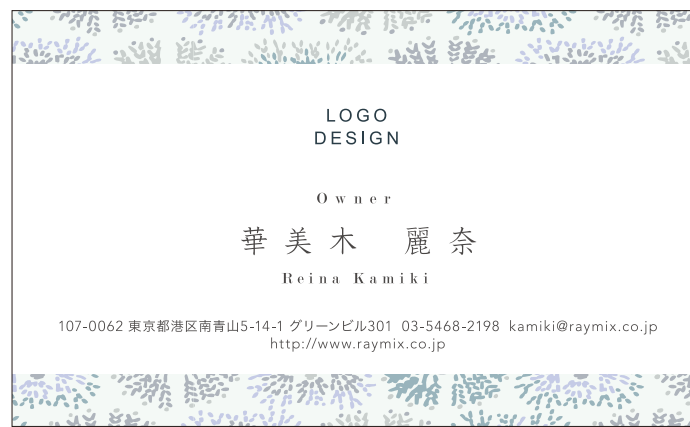 LOGO
DESIGN
Owner
華美木 麗奈
Reina Kamiki
107-0062 東京都港区南青山5-14-1 グリーンビル301 03-5468-2198 kamiki@raymix.co.jp
http://www.raymix.co.jp